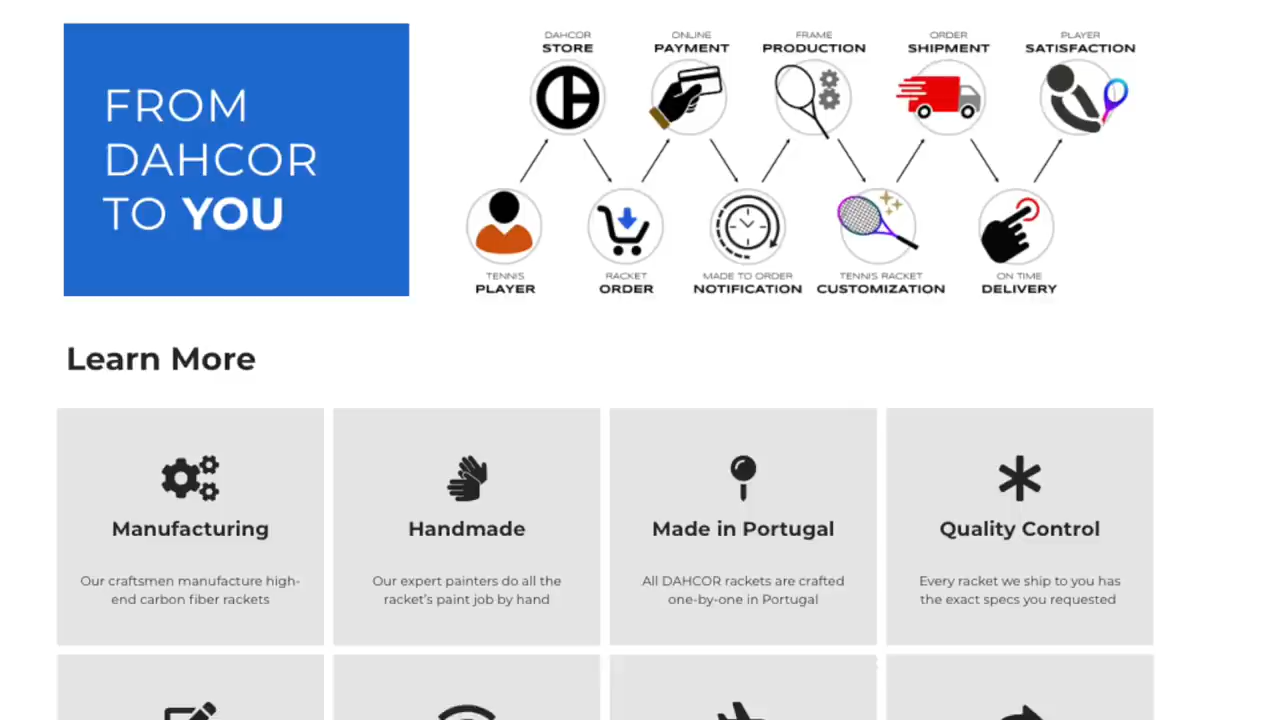 FROM
DAHCOR
TO YOU
DAHCOR
STORE
ONLINE
PAYMENT
FRAME
PRODUCTION
ORDER
SHIPMENT
PLAYER
SATISFACTION
TENNIS
PLAYER
RACKET
ORDER
MADE TO ORDER
NOTIFICATION
TENNIS RACKET
CUSTOMIZATION
ON TIME
DELIVERY
Learn More
Manufacturing
Our craftsmen manufacture high-
end carbon fiber rackets
Handmade
Our expert painters do all the
racket's paint job by hand
Made in Portugal
All DAHCOR rackets are crafted
one-by-one in Portugal
Quality Control
Every racket we ship to you has
the exact specs you requested